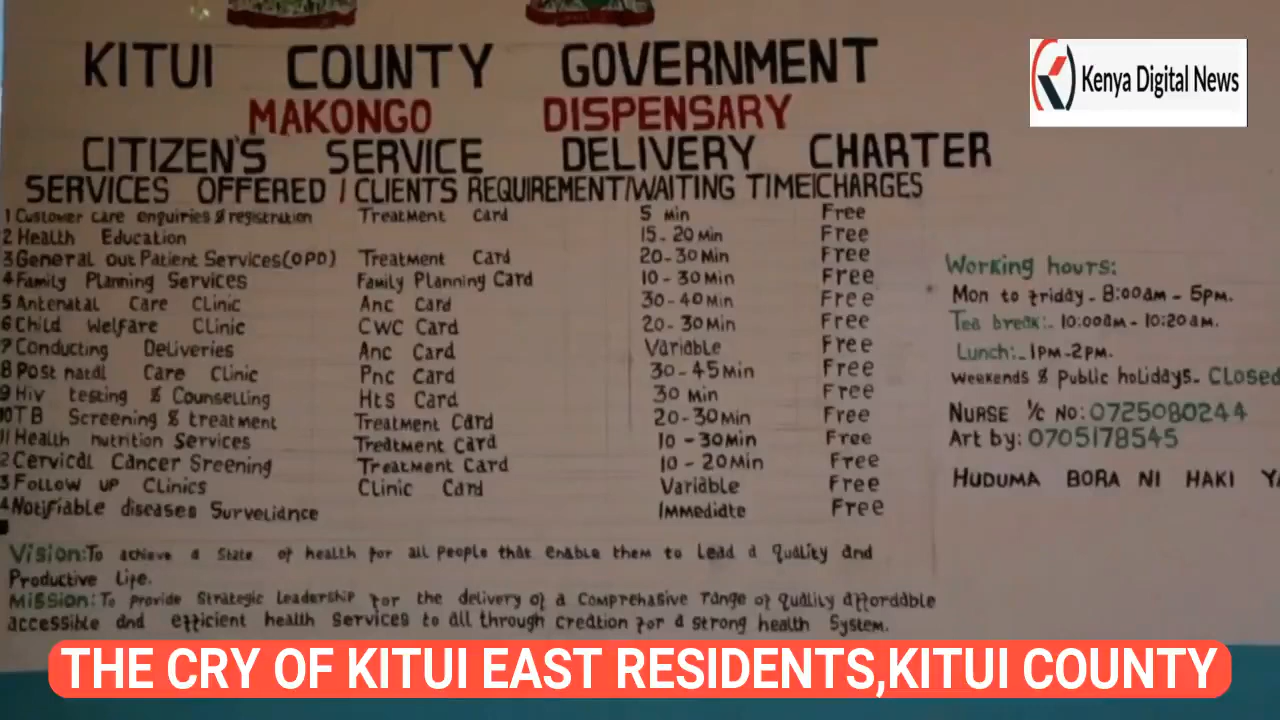 KITUI COUNTY GOVERNMENT
Kenya Digital News
MAKONGO DISPENSARY
CITIZEN'S SERVICE DELIVERY CHARTER
SERVICES OFFERED / CLIENTS REQUIREMENT/WAITING TIME/CHARGES
1 Customer care enquiries & registration Treatment Card 5 Min Free
2 Health Education 15-20 Min Free
3 General Out Patient Services (OPD) Treatment Card 20-30 Min Free
4 Family Planning Services Family Planning Card 10-30 Min Free
5 Antenatal Care Clinic Anc Card 30-40 Min Free
6 Child Welfare Clinic CWC Card 20-30 Min Free
7 Conducting Deliveries Anc Card Variable Free
8 Post natal Care Clinic Pnc Card 30-45 Min Free
9 Hiv testing & Counselling Hts Card 30 Min Free
10 TB Screening & treatment Treatment Card 20-30 Min Free
11 Health nutrition Services Treatment Card 10-30 Min Free
2 Cervical Cancer Sreening Treatment Card 10-20 Min Free
3 Follow up Clinics Clinic Card Variable Free
4 Notifiable diseases Surveliance Immediate Free
Working hours:
Mon to friday. 8:00am - 5pm.
Tea break:- 10:00am - 10:20am.
Lunch:- 1PM-2PM.
Weekends & Public holidays- Closed
NURSE I/C NO: 0725080244
Art by: 0705178545
HUDUMA BORA NI HAKI
Vision: To achieve a State of health for all People that enable them to Lead a quality and
Productive Life.
Mission: To provide Strategic Leadership for the delivery of a comprehasive range of quality affordable
accessible and efficient health Services to all through creation for a strong health System.
THE CRY OF KITUI EAST RESIDENTS,KITUI COUNTY